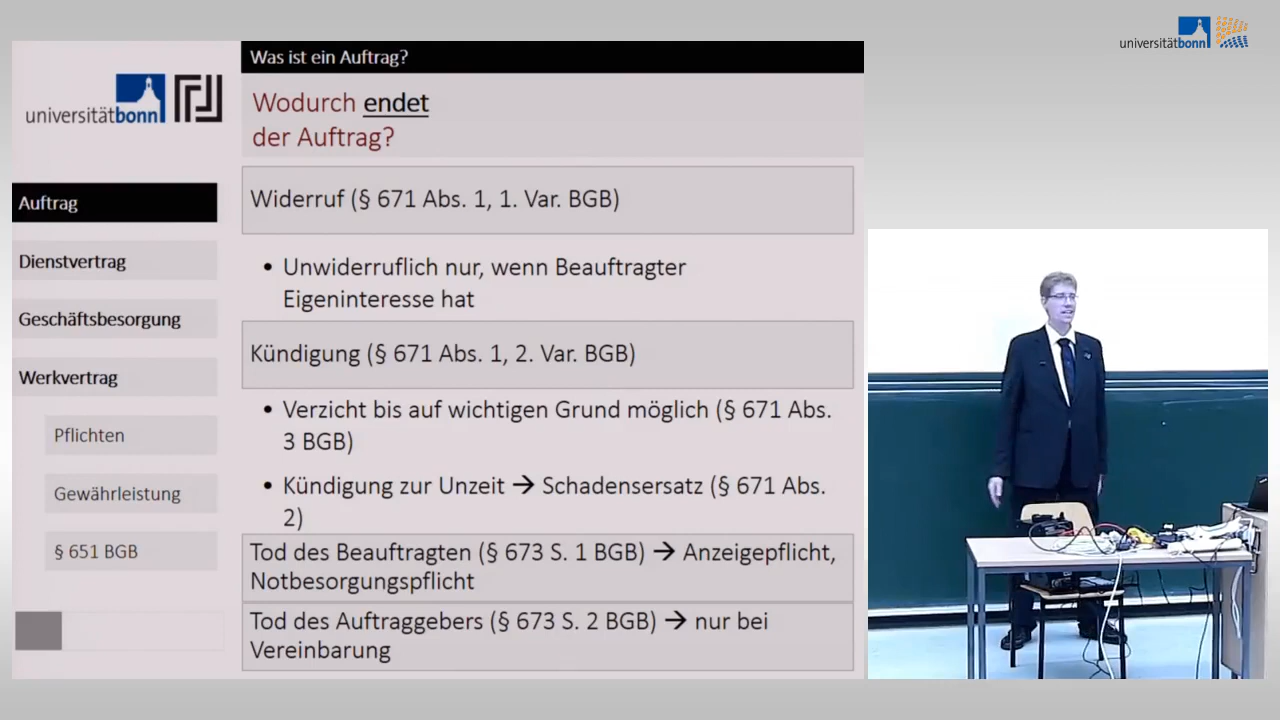 universitätbonn
Was ist ein Auftrag?
universitätbonn
Wodurch endet
der Auftrag?
Auftrag
Dienstvertrag
Geschäftsbesorgung
Werkvertrag
Pflichten
Gewährleistung
§ 651 BGB
Widerruf (§ 671 Abs. 1, 1. Var. BGB)
• Unwiderruflich nur, wenn Beauftragter
Eigeninteresse hat
Kündigung (§ 671 Abs. 1, 2. Var. BGB)
• Verzicht bis auf wichtigen Grund möglich (§ 671 Abs.
3 BGB)
• Kündigung zur Unzeit → Schadensersatz (§ 671 Abs.
2)
Tod des Beauftragten (§ 673 S. 1 BGB) → Anzeigepflicht,
Notbesorgungspflicht
Tod des Auftraggebers (§ 673 S. 2 BGB) → nur bei
Vereinbarung